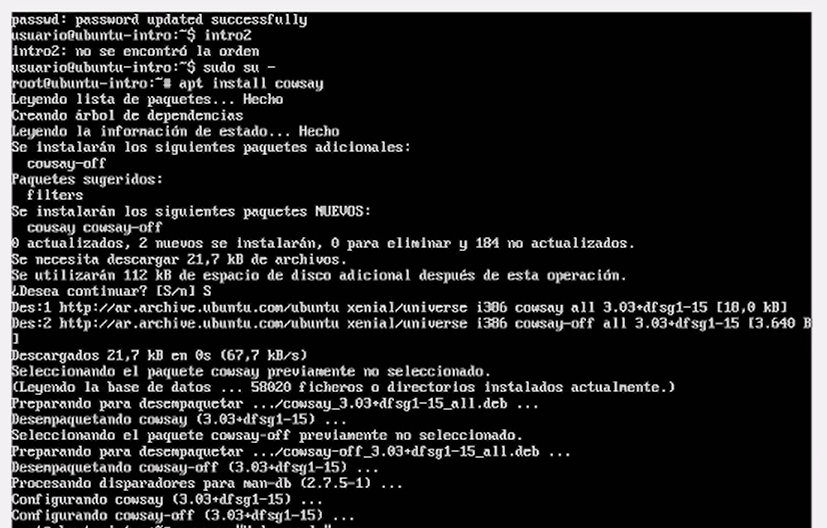 passwd: password updated successfully
usuario@ubuntu-intro:~$ intro2
intro2: no se encontró la orden
usuario@ubuntu-intro:~$ sudo su -
root@ubuntu-intro:~# apt install cowsay
Leyendo lista de paquetes... Hecho
Creando árbol de dependencias
Leyendo la información de estado... Hecho
Se instalarán los siguientes paquetes adicionales:
  cowsay-off
Paquetes sugeridos:
  filters
Se instalarán los siguientes paquetes NUEVOS:
  cowsay cowsay-off
0 actualizados, 2 nuevos se instalarán, 0 para eliminar y 184 no actualizados.
Se necesita descargar 21,7 kB de archivos.
Se utilizarán 112 kB de espacio de disco adicional después de esta operación.
¿Desea continuar? [S/n] S
Des:1 http://ar.archive.ubuntu.com/ubuntu xenial/universe i386 cowsay all 3.03+dfsg1-15 [18,0 kB]
Des:2 http://ar.archive.ubuntu.com/ubuntu xenial/universe i386 cowsay-off all 3.03+dfsg1-15 [3.640 B
]
Descargados 21,7 kB en 0s (67,7 kB/s)
Seleccionando el paquete cowsay previamente no seleccionado.
(Leyendo la base de datos ... 58020 ficheros o directorios instalados actualmente.)
Preparando para desempaquetar .../cowsay_3.03+dfsg1-15_all.deb ...
Desempaquetando cowsay (3.03+dfsg1-15) ...
Seleccionando el paquete cowsay-off previamente no seleccionado.
Preparando para desempaquetar .../cowsay-off_3.03+dfsg1-15_all.deb ...
Desempaquetando cowsay-off (3.03+dfsg1-15) ...
Procesando disparadores para man-db (2.7.5-1) ...
Configurando cowsay (3.03+dfsg1-15) ...
Configurando cowsay-off (3.03+dfsg1-15) ...